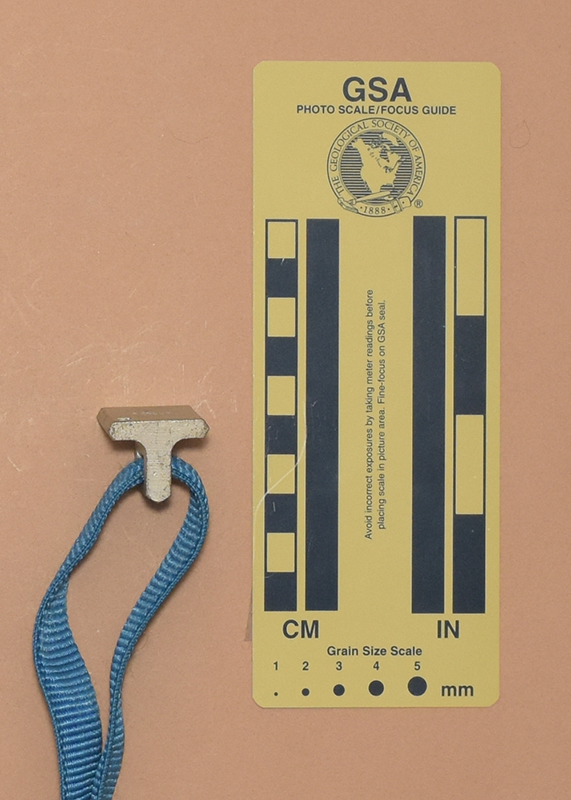 GSA
PHOTO SCALE/FOCUS GUIDE
THE GEOLOGICAL SOCIETY OF AMERICA
·1888·
®
Avoid incorrect exposures by taking meter readings before
placing scale in picture area. Fine-focus on GSA seal.
CM
IN
Grain Size Scale
1 2 3 4 5
mm